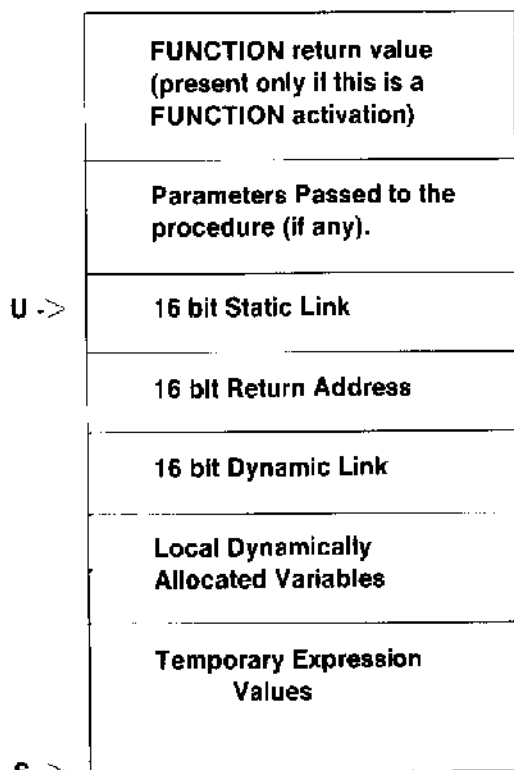 FUNCTION return value
(present only if this is a
FUNCTION activation)
Parameters Passed to the
procedure (if any).
U -> 16 bit Static Link
16 bit Return Address
16 bit Dynamic Link
Local Dynamically
Allocated Variables
Temporary Expression
Values
S ->